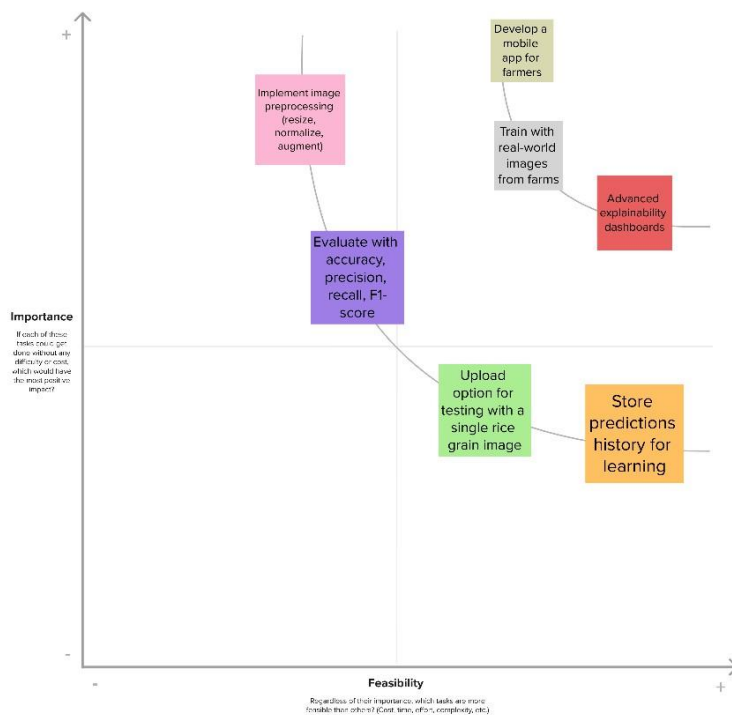 +
Develop a
mobile
app for
farmers
Implement image
preprocessing
(resize,
normalize,
augment)
Train with
real-world
images
from farms
Advanced
explainability
dashboards
Evaluate with
accuracy,
precision,
recall, F1-
score
Importance
If each of these
tasks could get
done without any
difficulty or cost,
which would have
the most positive
impact?
Upload
option for
testing with a
single rice
grain image
Store
predictions
history for
learning
-
-
Feasibility
+
Regardless of their importance, which tasks are more
feasible than others? (Cost, time, effort, complexity, etc.)